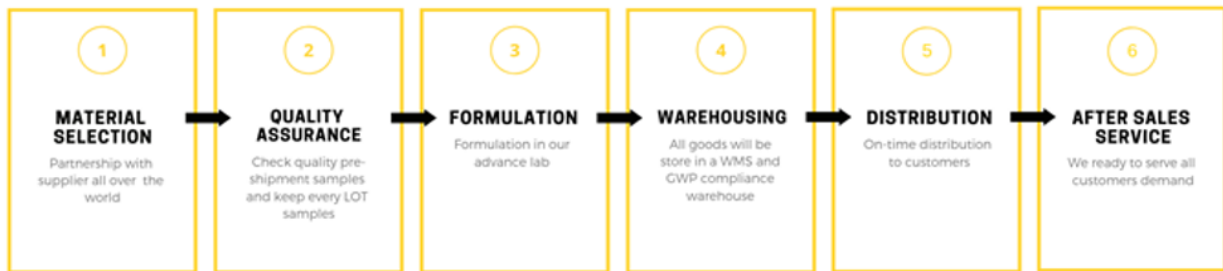 1
MATERIAL
SELECTION
Partnership with
supplier all over the
world
2
QUALITY
ASSURANCE
Check quality pre-
shipment samples
and keep every LOT
samples
3
FORMULATION
Formulation in our
advance lab
4
WAREHOUSING
All goods will be
store in a WMS and
GWP compliance
warehouse
5
DISTRIBUTION
On-time distribution
to customers
6
AFTER SALES
SERVICE
We ready to serve all
customers demand